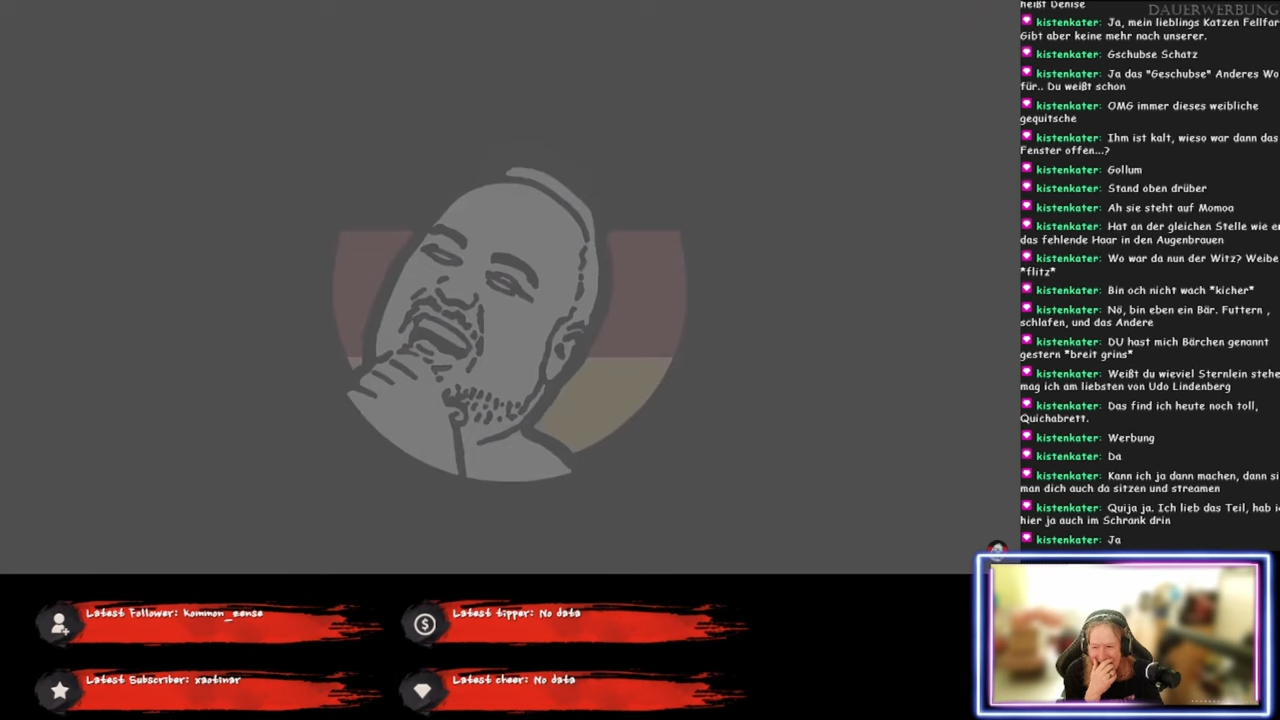 heißt Denise
DAUERWERBUNG
kistenkater: Ja, mein lieblings Katzen Fellfar
Gibt aber keine mehr nach unserer.
kistenkater: Gschubse Schatz
kistenkater: Ja das "Geschubse" Anderes Wo
für.. Du weißt schon
kistenkater: OMG immer dieses weibliche
gequitsche
kistenkater: Ihm ist kalt, wieso war dann das
Fenster offen...?
kistenkater: Gollum
kistenkater: Stand oben drüber
kistenkater: Ah sie steht auf Momoa
kistenkater: Hat an der gleichen Stelle wie er
das fehlende Haar in den Augenbrauen
kistenkater: Wo war da nun der Witz? Weibe
*flitz*
kistenkater: Bin och nicht wach *kicher*
kistenkater: Nö, bin eben ein Bär. Futtern ,
schlafen, und das Andere
kistenkater: DU hast mich Bärchen genannt
gestern *breit grins*
kistenkater: Weißt du wieviel Sternlein stehe
mag ich am liebsten von Udo Lindenberg
kistenkater: Das find ich heute noch toll,
Quichabrett.
kistenkater: Werbung
kistenkater: Da
kistenkater: Kann ich ja dann machen, dann si
man dich auch da sitzen und streamen
kistenkater: Quija ja. Ich lieb das Teil, hab i
hier ja auch im Schrank drin
kistenkater: Ja
Latest Follower: Kommon_sense
Latest tipper: No data
Latest Subscriber: xaotinar
Latest cheer: No data